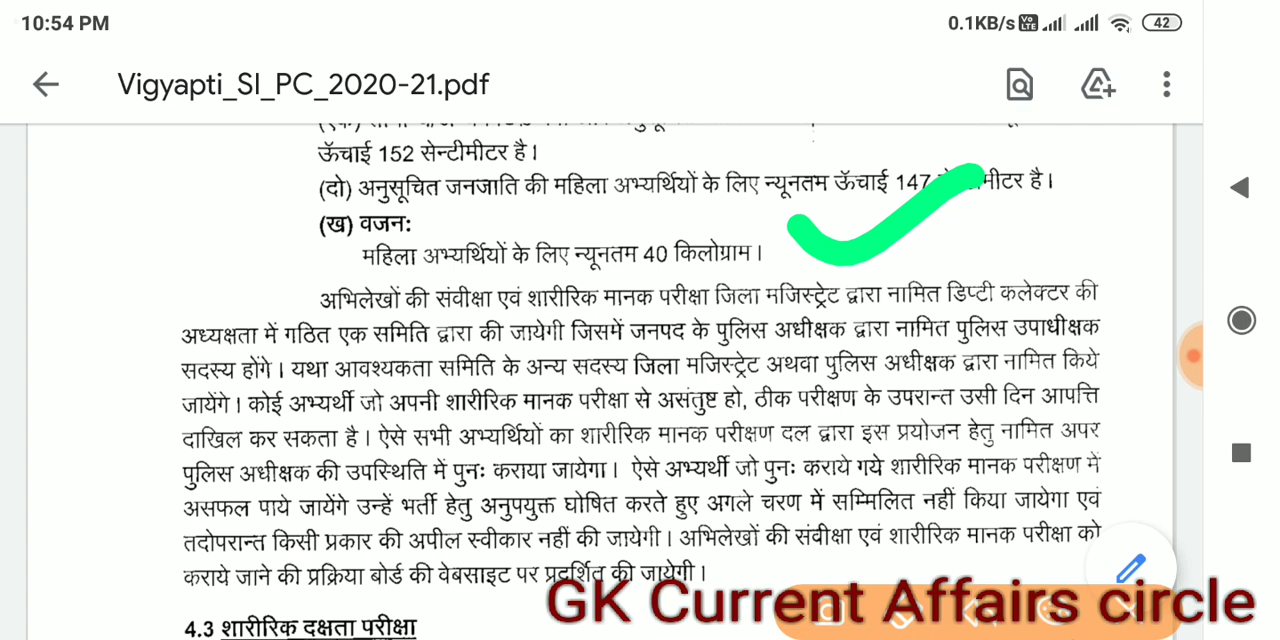 10:54 PM
0.1KB/s Vo LTE 42
Vigyapti_SI_PC_2020-21.pdf
ऊँचाई 152 सेन्टीमीटर है।
(दो) अनुसूचित जनजाति की महिला अभ्यर्थियों के लिए न्यूनतम ऊँचाई 147 है।
(ख) वजन:
महिला अभ्यर्थियों के लिए न्यूनतम 40 किलोग्राम।
अभिलेखों की संवीक्षा एवं शारीरिक मानक परीक्षा जिला मजिस्ट्रेट द्वारा नामित डिप्टी कलेक्टर की
अध्यक्षता में गठित एक समिति द्वारा की जायेगी जिसमें जनपद के पुलिस अधीक्षक द्वारा नामित पुलिस उपाधीक्षक
सदस्य होंगे। यथा आवश्यकता समिति के अन्य सदस्य जिला मजिस्ट्रेट अथवा पुलिस अधीक्षक द्वारा नामित किये
जायेंगे। कोई अभ्यर्थी जो अपनी शारीरिक मानक परीक्षा से असंतुष्ट हो, ठीक परीक्षण के उपरान्त उसी दिन आपत्ति
दाखिल कर सकता है। ऐसे सभी अभ्यर्थियों का शारीरिक मानक परीक्षण दल द्वारा इस प्रयोजन हेतु नामित अपर
पुलिस अधीक्षक की उपस्थिति में पुनः कराया जायेगा। ऐसे अभ्यर्थी जो पुनः कराये गये शारीरिक मानक परीक्षण में
असफल पाये जायेंगे उन्हें भर्ती हेतु अनुपयुक्त घोषित करते हुए अगले चरण में सम्मिलित नहीं किया जायेगा एवं
तदोपरान्त किसी प्रकार की अपील स्वीकार नहीं की जायेगी। अभिलेखों की संवीक्षा एवं शारीरिक मानक परीक्षा को
कराये जाने की प्रक्रिया बोर्ड की वेबसाइट पर प्रदर्शित की जायेगी।
GK Current Affairs circle
4.3 शारीरिक दक्षता परीक्षा